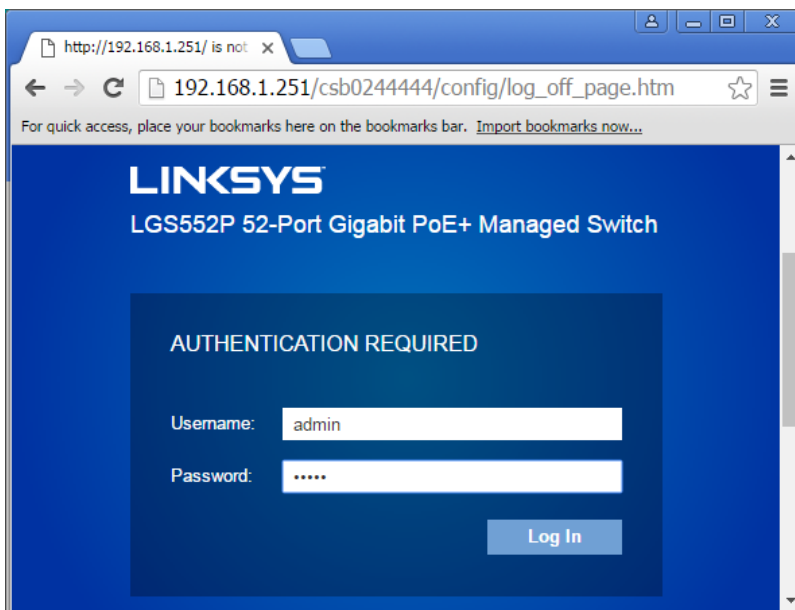 http://192.168.1.251/ is not
192.168.1.251/csb0244444/config/log_off_page.htm
For quick access, place your bookmarks here on the bookmarks bar. Import bookmarks now...
LINKSYS
LGS552P 52-Port Gigabit PoE+ Managed Switch
AUTHENTICATION REQUIRED
Username: admin
Password: •••••
Log In